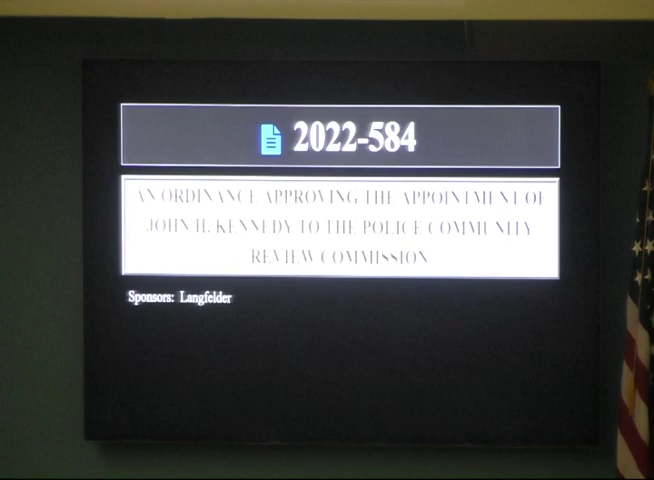 2022-584
AN ORDINANCE APPROVING THE APPOINTMENT OF
JOHN H. KENNEDY TO THE POLICE COMMUNITY
REVIEW COMMISSION
Sponsors: Langfelder